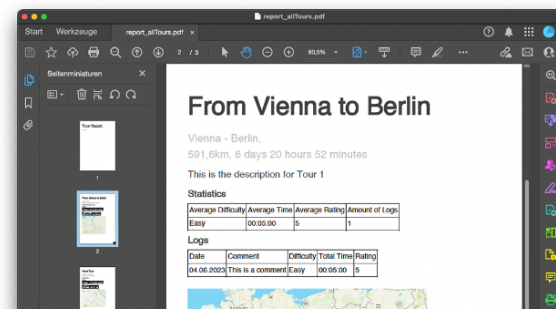 report_allTours.pdf
Start Werkzeuge report_allTours.pdf ×
2 / 3 80,5%
Seitenminiaturen
Tour Report
1
From Vienna to Berlin
2
From Vienna to Berlin
Vienna - Berlin,
591,6km, 6 days 20 hours 52 minutes
This is the description for Tour 1
Statistics
Average Difficulty Average Time Average Rating Amount of Logs
Easy 00:05:00 5 1
Logs
Date Comment Difficulty Total Time Rating
04.06.2023 This is a comment Easy 00:05:00 5